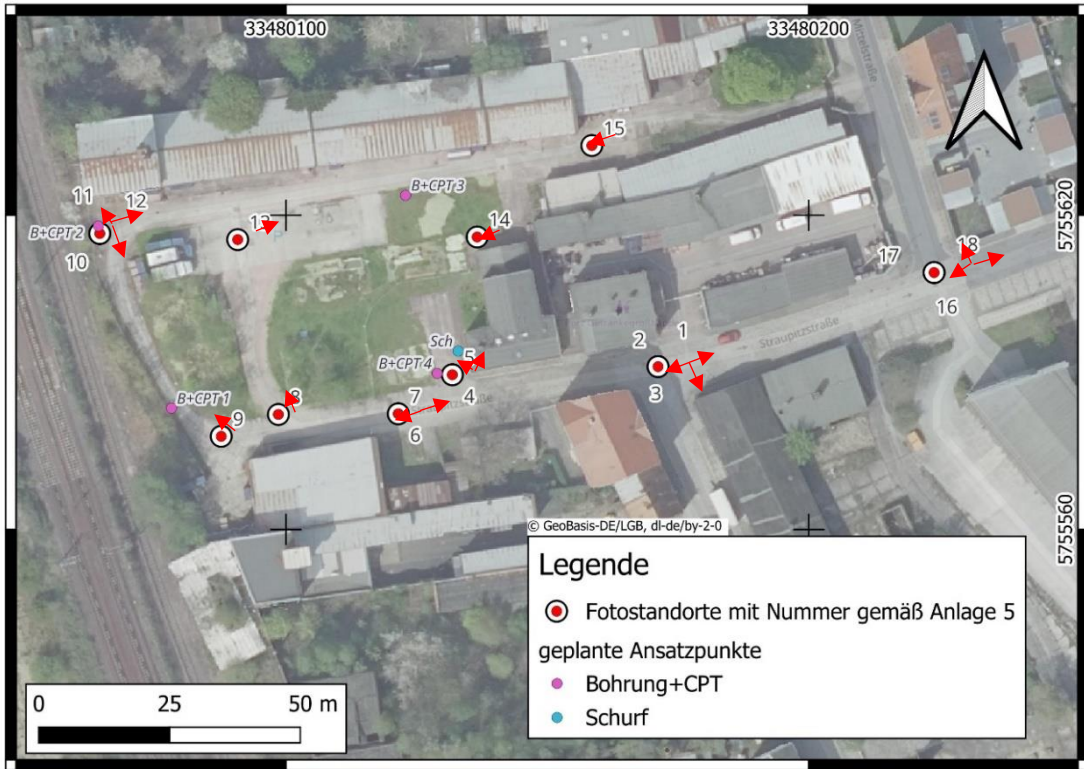 33480100
33480200
Mittelstraße
15
B+CPT 3
11
12
5755620
13
14
B+CPT 2
10
17
18
16
Straupitzstraße
Sch
2
1
5
B+CPT 4
3
4
B+CPT 1
8
7
9
6
5755560
© GeoBasis-DE/LGB, dl-de/by-2-0
Legende
Fotostandorte mit Nummer gemäß Anlage 5
geplante Ansatzpunkte
Bohrung+CPT
Schurf
0 25 50 m